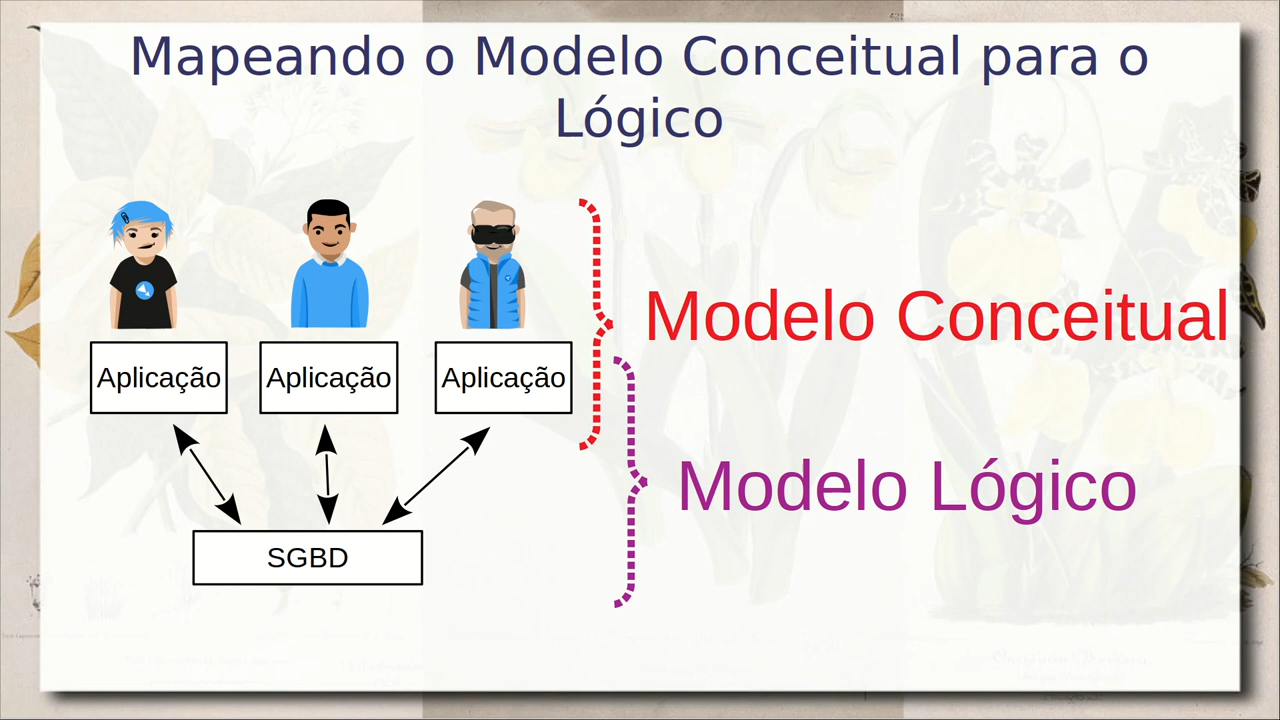 Mapeando o Modelo Conceitual para o
Lógico
Modelo Conceitual
Aplicação Aplicação Aplicação
Modelo Lógico
SGBD